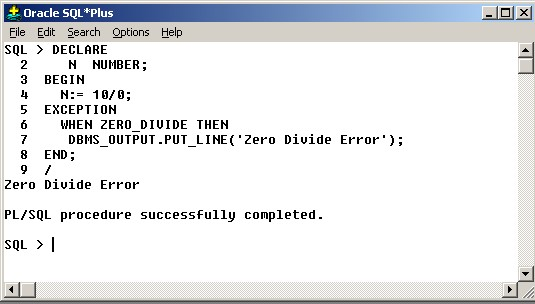 Oracle SQL*Plus
File Edit Search Options Help
SQL > DECLARE
2 N NUMBER;
3 BEGIN
4 N:= 10/0;
5 EXCEPTION
6 WHEN ZERO_DIVIDE THEN
7 DBMS_OUTPUT.PUT_LINE('Zero Divide Error');
8 END;
9 /
Zero Divide Error
PL/SQL procedure successfully completed.
SQL >